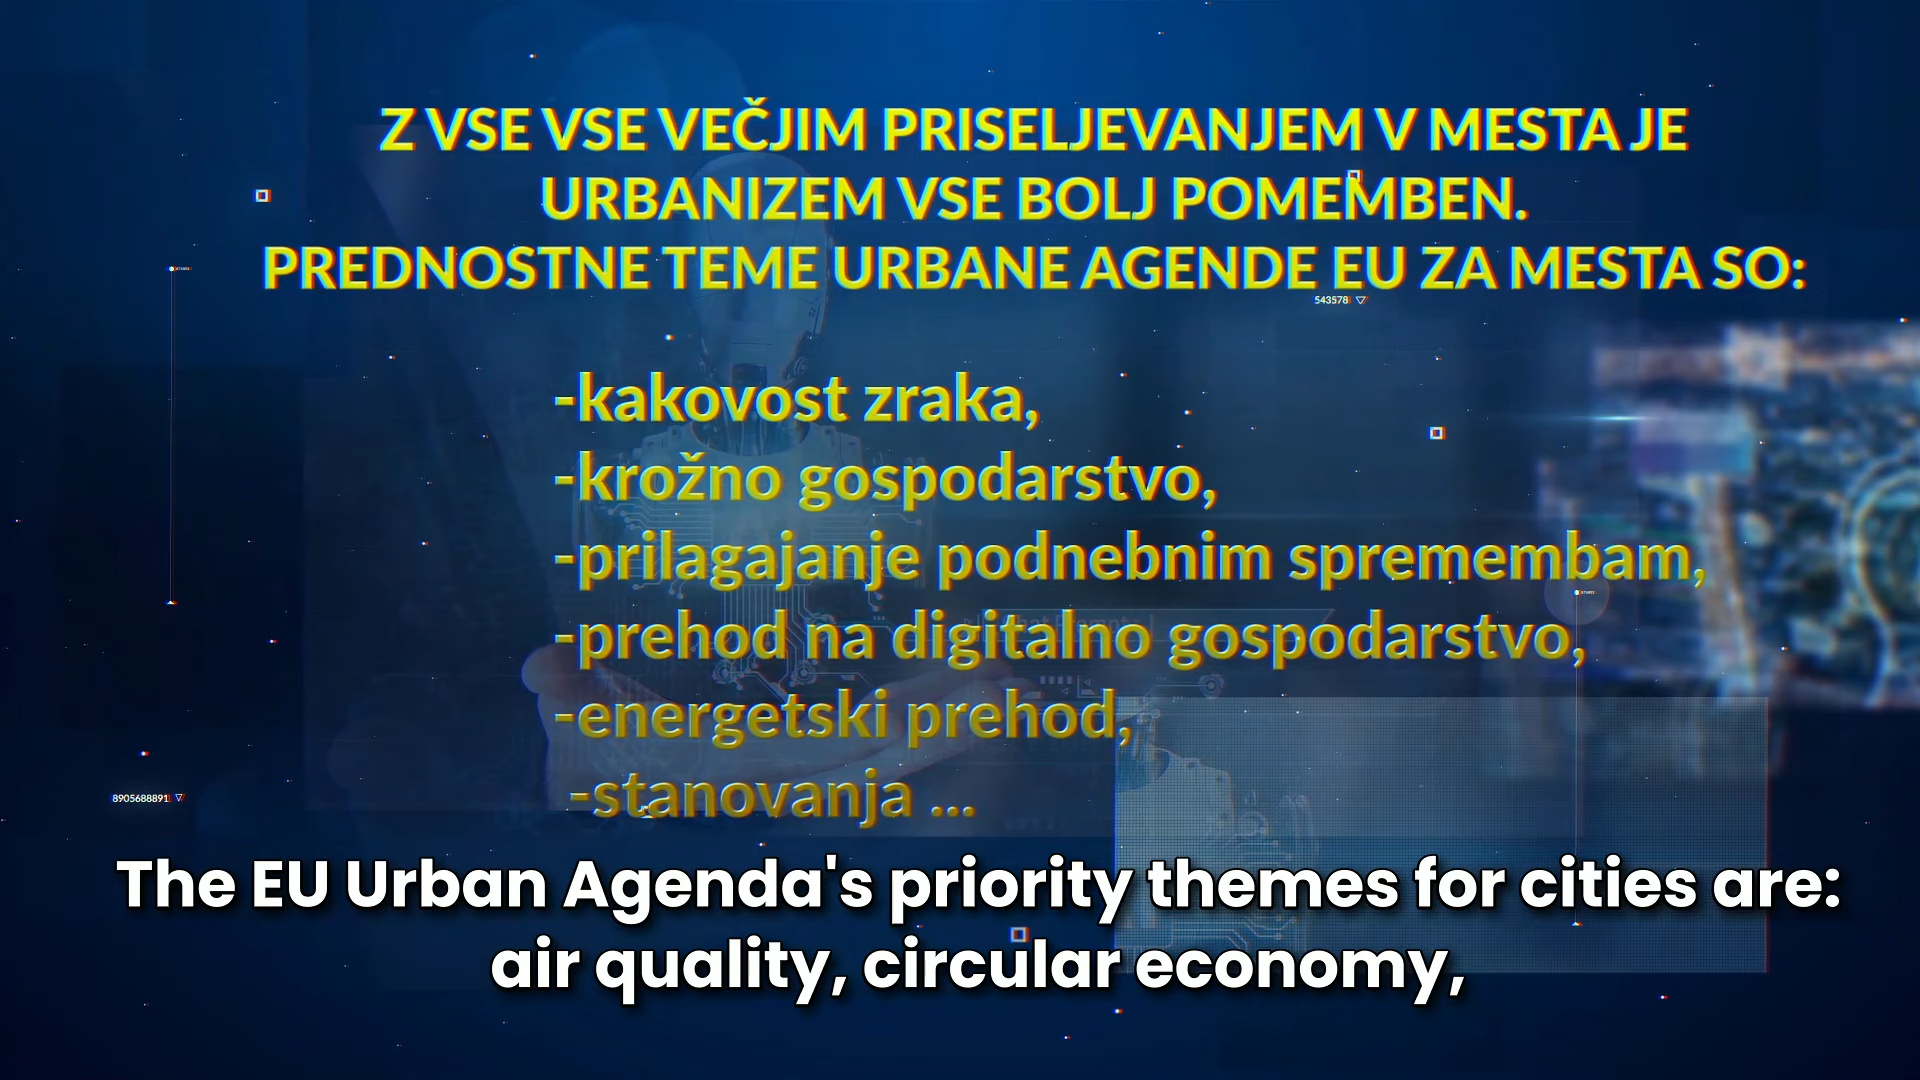 Z VSE VSE VEČJIM PRISELJEVANJEM V MESTA JE
URBANIZEM VSE BOLJ POMEMBEN.
PREDNOSTNE TEME URBANE AGENDE EU ZA MESTA SO:
543578
-kakovost zraka,
-krožno gospodarstvo,
-prilagajanje podnebnim spremembam,
-prehod na digitalno gospodarstvo,
-energetski prehod,
-stanovanja ...
8905688891
The EU Urban Agenda's priority themes for cities are:
air quality, circular economy,